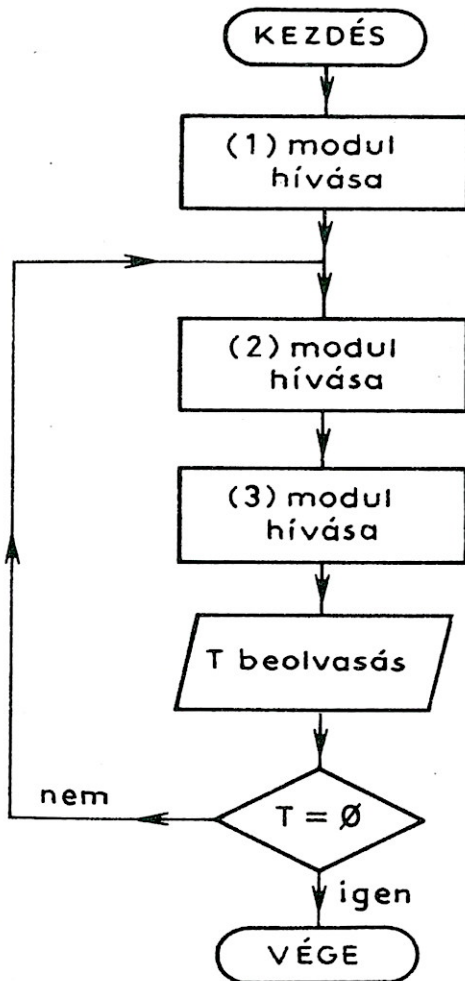 KEZDÉS
(1) modul
hívása
(2) modul
hívása
(3) modul
hívása
T beolvasás
T = Ø
nem
igen
VÉGE